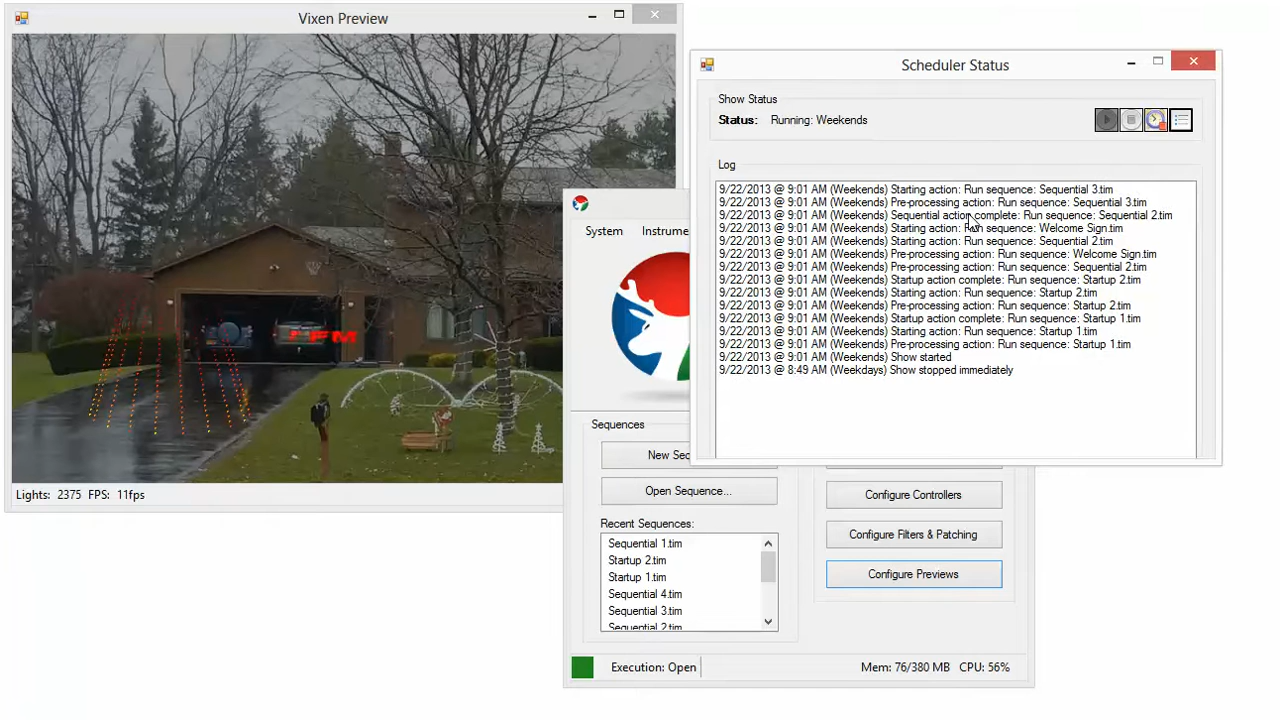 Vixen Preview
Lights: 2375 FPS: 11fps
Scheduler Status
Show Status
Status: Running: Weekends
Log
9/22/2013 @ 9:01 AM (Weekends) Starting action: Run sequence: Sequential 3.tim
9/22/2013 @ 9:01 AM (Weekends) Pre-processing action: Run sequence: Sequential 3.tim
9/22/2013 @ 9:01 AM (Weekends) Sequential action complete: Run sequence: Sequential 2.tim
9/22/2013 @ 9:01 AM (Weekends) Starting action: Run sequence: Welcome Sign.tim
9/22/2013 @ 9:01 AM (Weekends) Starting action: Run sequence: Sequential 2.tim
9/22/2013 @ 9:01 AM (Weekends) Pre-processing action: Run sequence: Welcome Sign.tim
9/22/2013 @ 9:01 AM (Weekends) Pre-processing action: Run sequence: Sequential 2.tim
9/22/2013 @ 9:01 AM (Weekends) Startup action complete: Run sequence: Startup 2.tim
9/22/2013 @ 9:01 AM (Weekends) Starting action: Run sequence: Startup 2.tim
9/22/2013 @ 9:01 AM (Weekends) Pre-processing action: Run sequence: Startup 2.tim
9/22/2013 @ 9:01 AM (Weekends) Startup action complete: Run sequence: Startup 1.tim
9/22/2013 @ 9:01 AM (Weekends) Starting action: Run sequence: Startup 1.tim
9/22/2013 @ 9:01 AM (Weekends) Pre-processing action: Run sequence: Startup 1.tim
9/22/2013 @ 9:01 AM (Weekends) Show started
9/22/2013 @ 8:49 AM (Weekdays) Show stopped immediately
System Instrume
Sequences
New Seq
Open Sequence...
Recent Sequences:
Sequential 1.tim
Startup 2.tim
Startup 1.tim
Sequential 4.tim
Sequential 3.tim
Sequential 2.tim
Configure Controllers
Configure Filters & Patching
Configure Previews
Execution: Open
Mem: 76/380 MB CPU: 56%